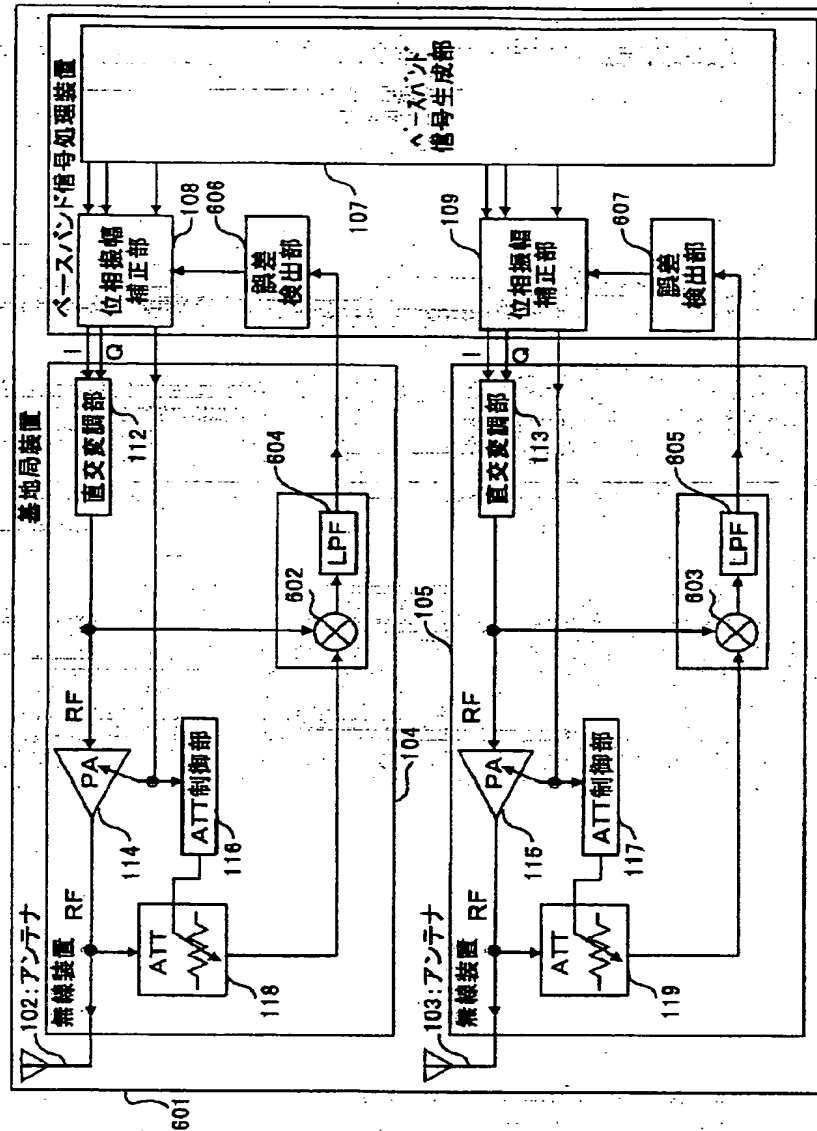 基地局装置
601
102:アンテナ
無線装置
RF
PA
114
RF
直交変調部
112
I
Q
ATT制御部
116
ATT
118
602
LPF
604
104
ベースバンド信号処理装置
位相振幅
補正部
108
誤差
検出部
606
ベースバンド
信号生成部
107
103:アンテナ
無線装置
RF
PA
115
RF
直交変調部
113
I
Q
ATT制御部
117
ATT
119
603
LPF
605
105
位相振幅
補正部
109
誤差
検出部
607